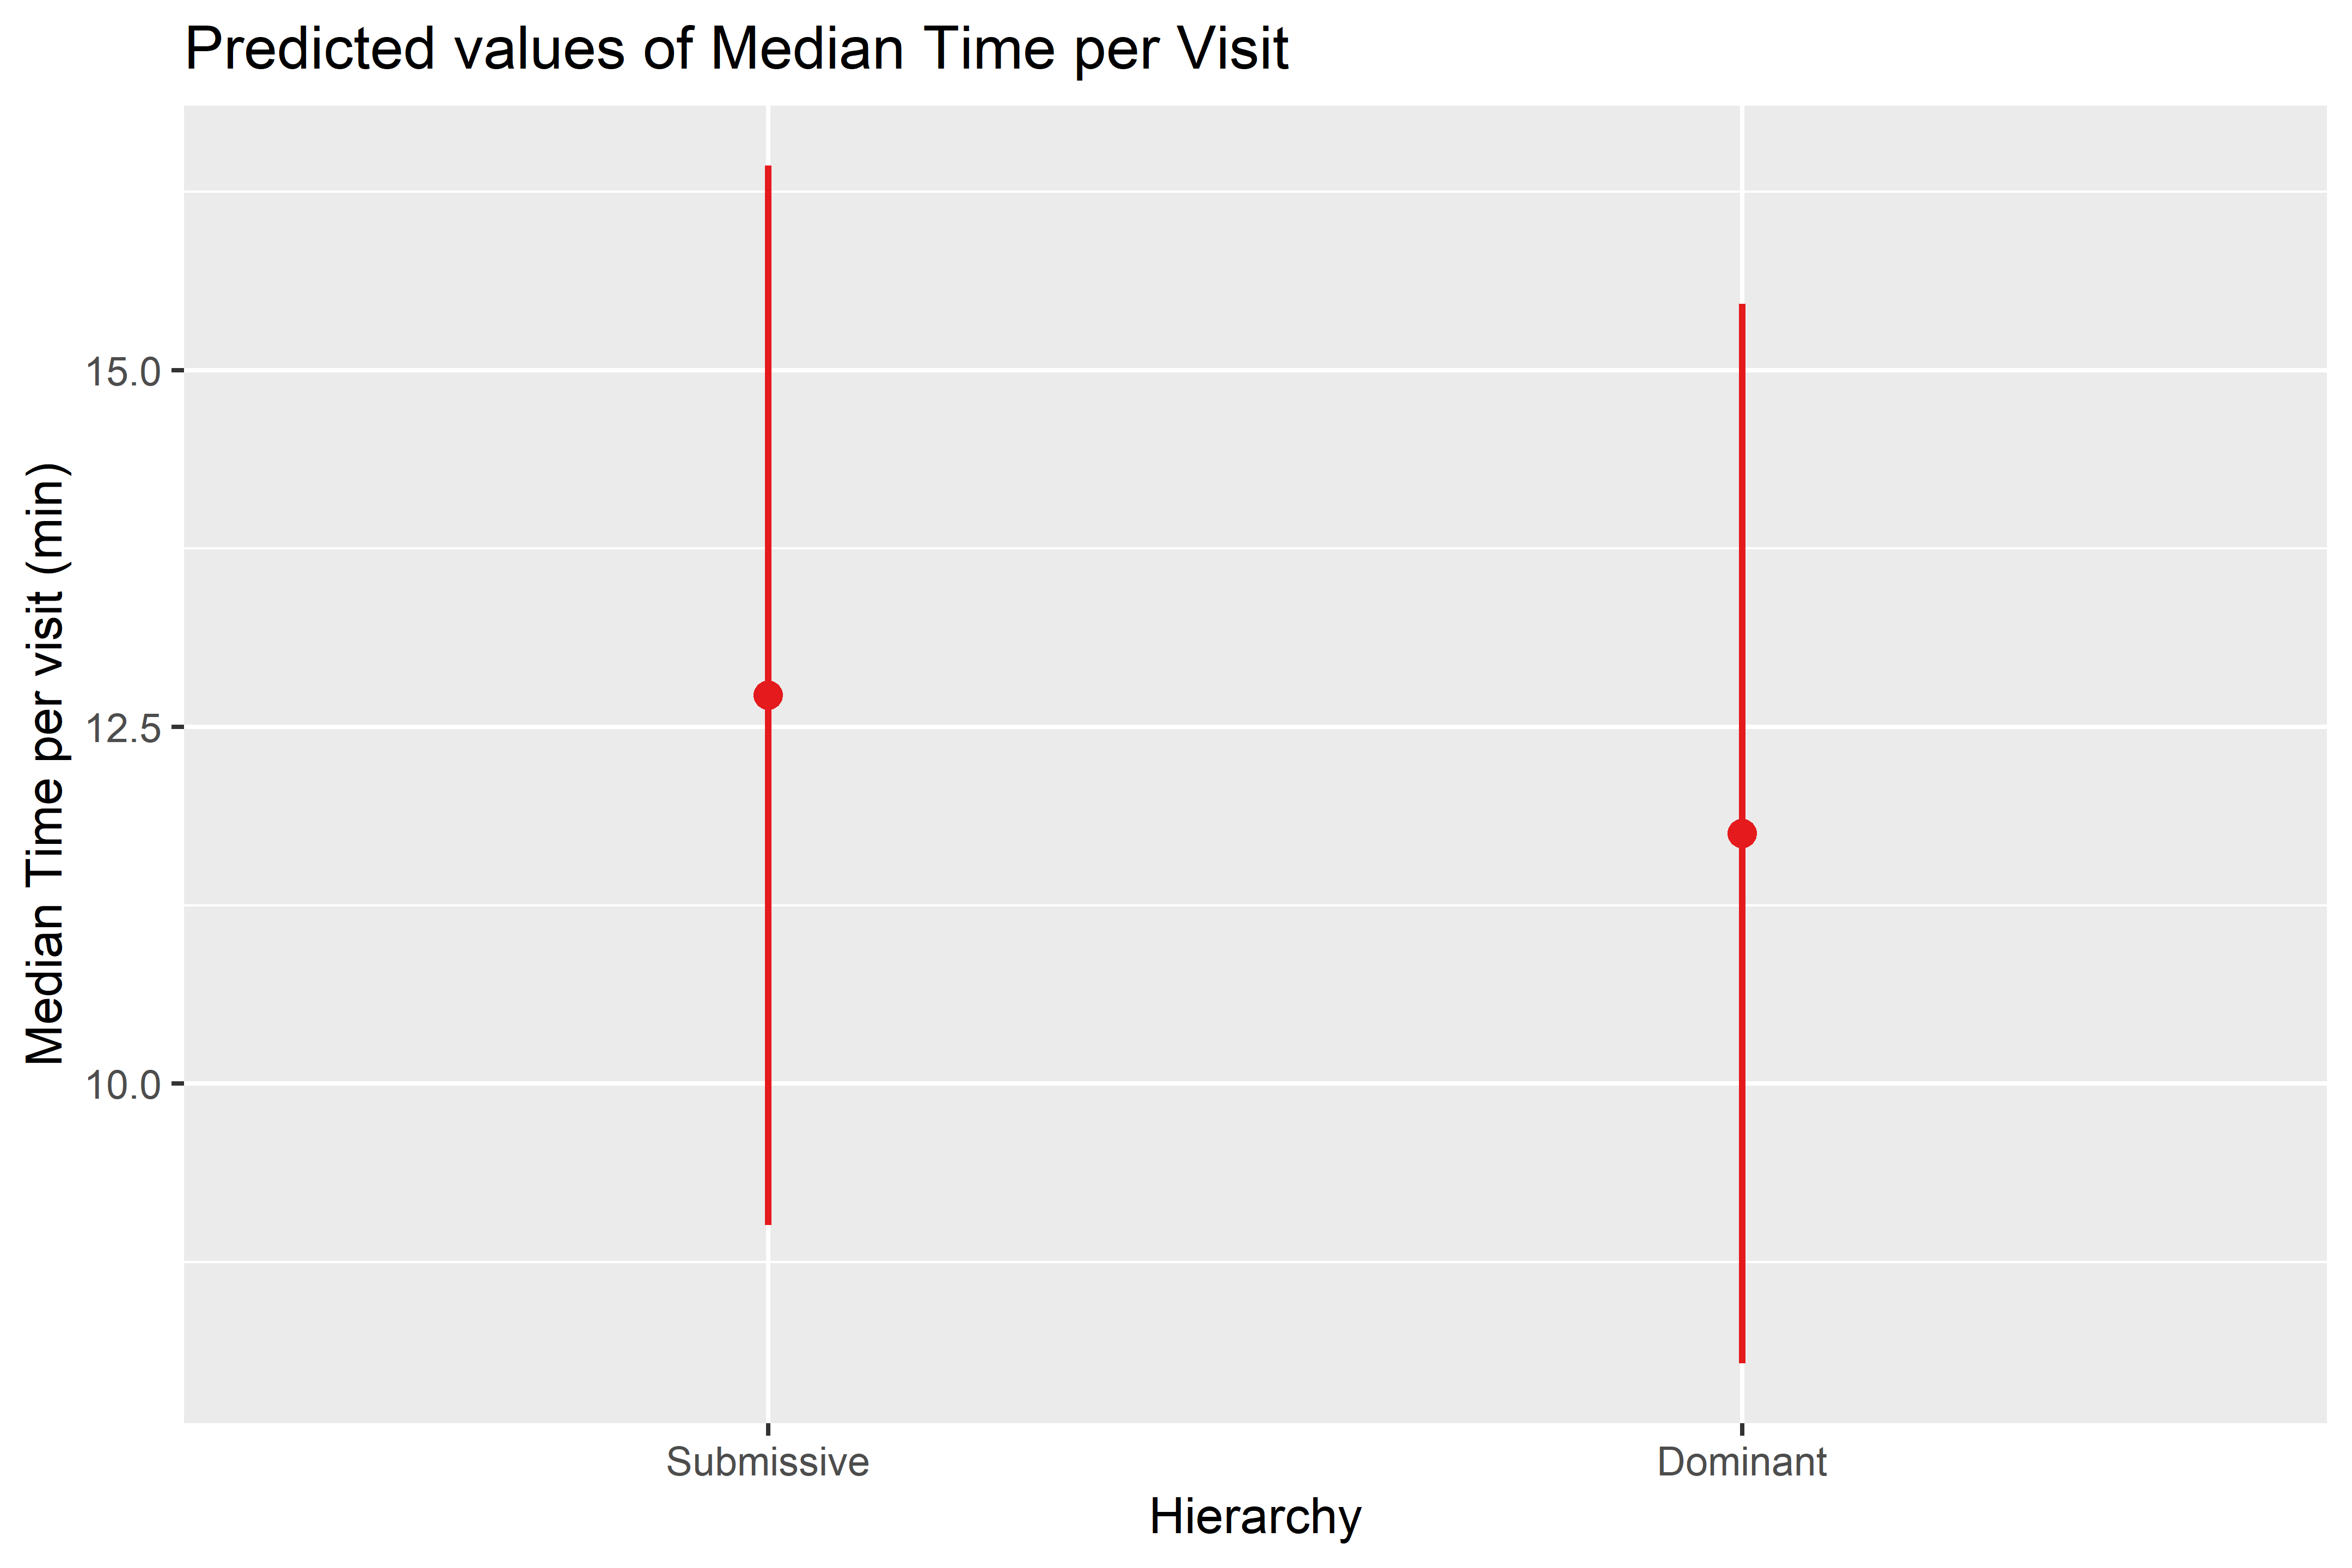 Predicted values of Median Time per Visit
Median Time per visit (min)
15.0
12.5
10.0
Submissive
Dominant
Hierarchy